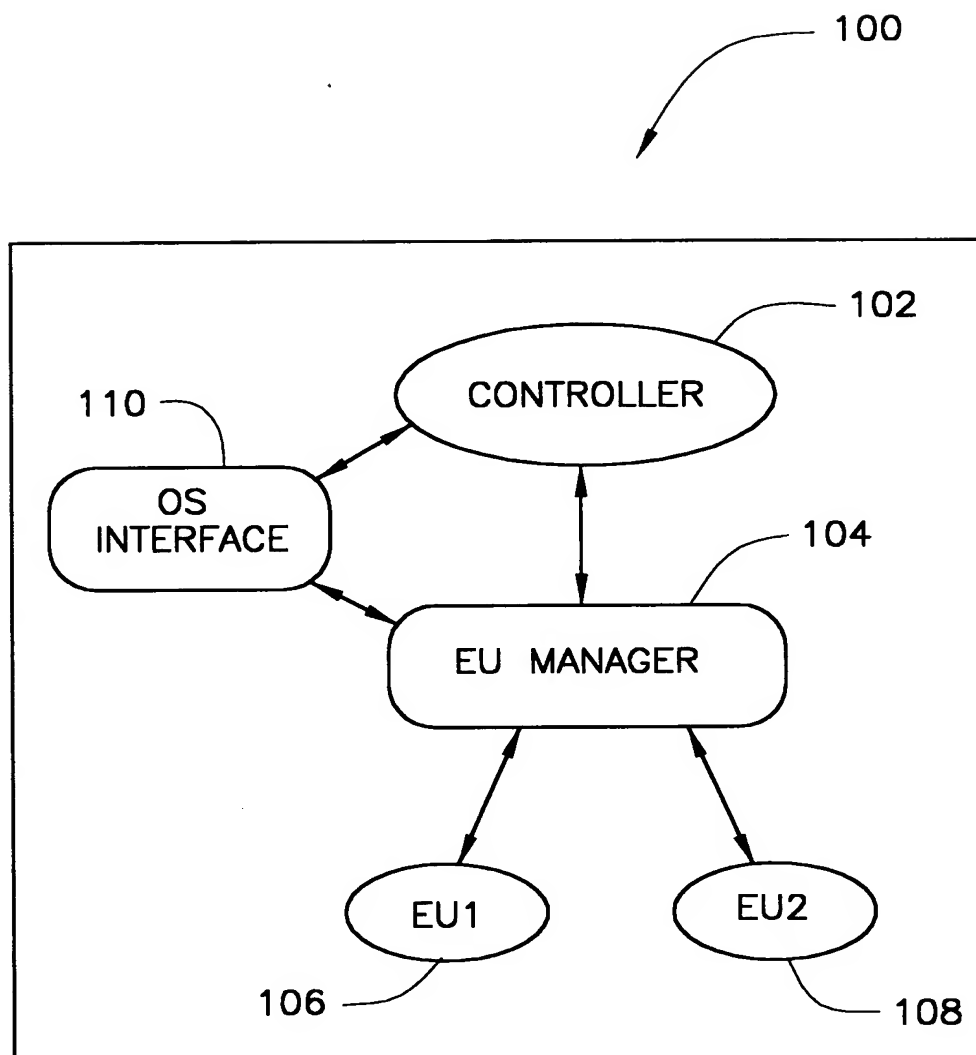 100
102
CONTROLLER
110
OS
INTERFACE
104
EU MANAGER
EU1
EU2
106
108